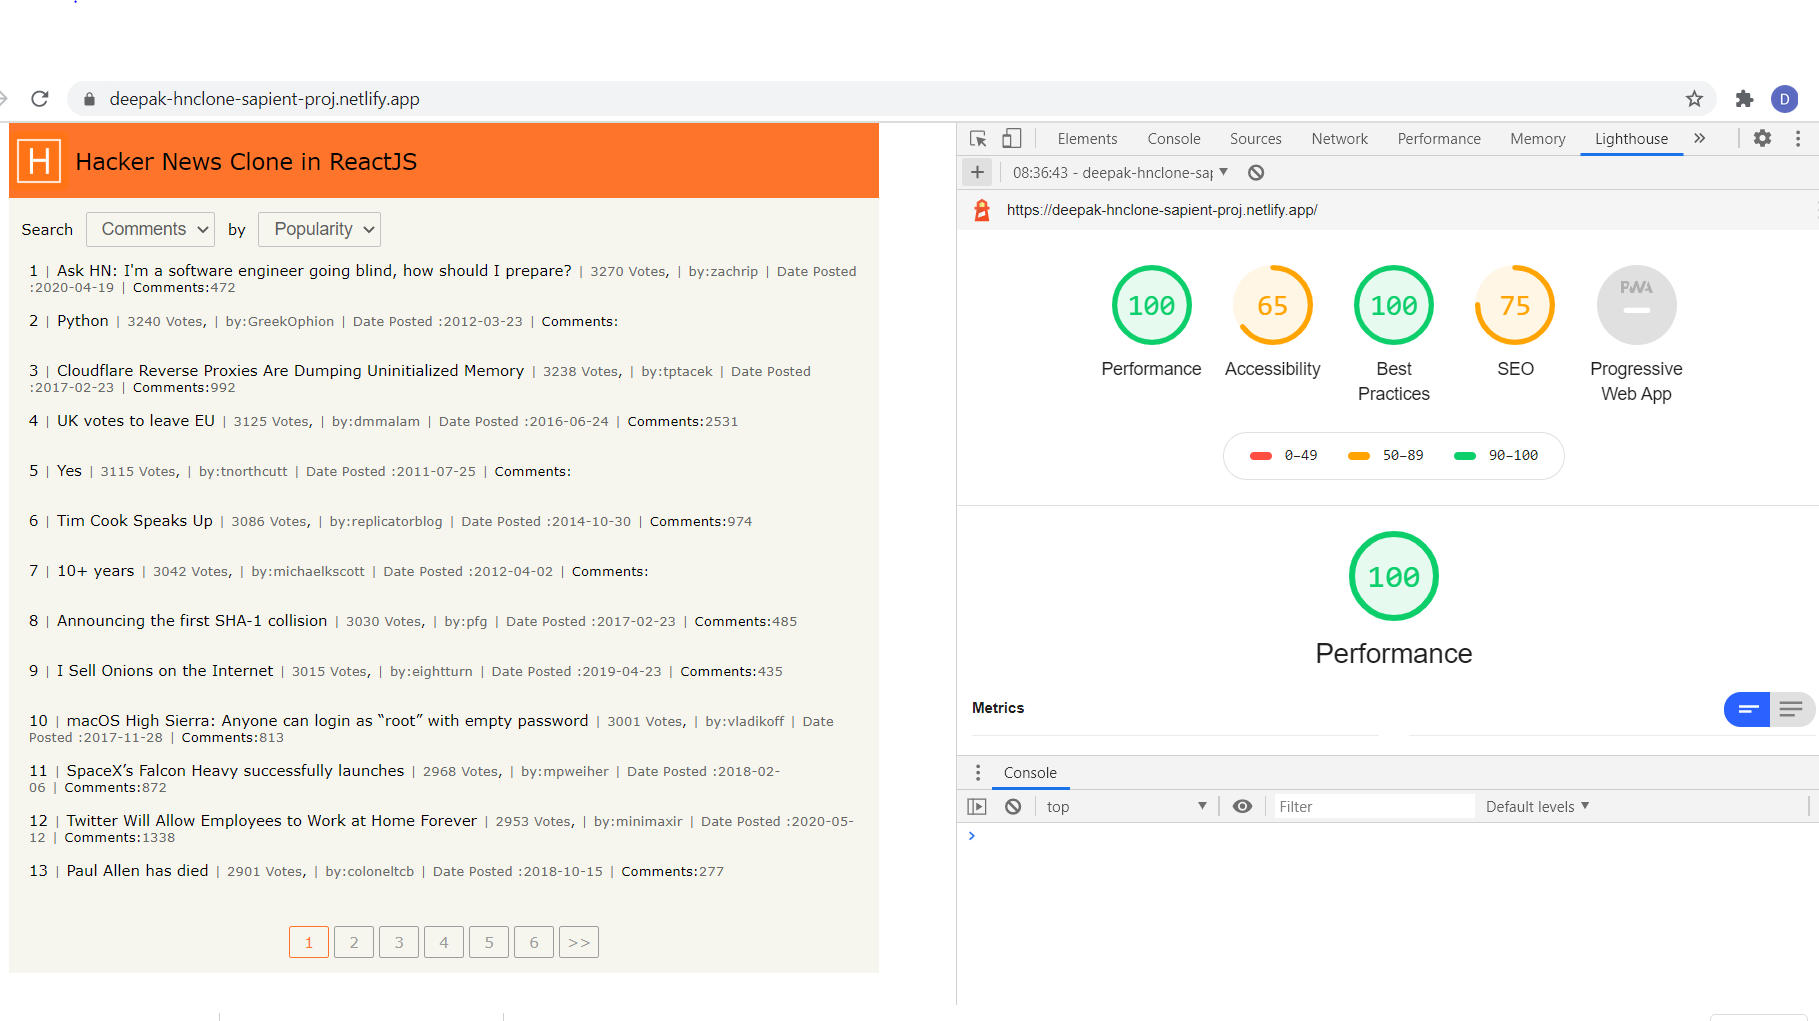 deepak-hnclone-sapient-proj.netlify.app
D
H
Hacker News Clone in ReactJS
Search Comments by Popularity
1 | Ask HN: I'm a software engineer going blind, how should I prepare? | 3270 Votes, | by:zachrip | Date Posted
:2020-04-19 | Comments:472
2 | Python | 3240 Votes, | by:GreekOphion | Date Posted :2012-03-23 | Comments:
3 | Cloudflare Reverse Proxies Are Dumping Uninitialized Memory | 3238 Votes, | by:tptacek | Date Posted
:2017-02-23 | Comments:992
4 | UK votes to leave EU | 3125 Votes, | by:dmmalam | Date Posted :2016-06-24 | Comments:2531
5 | Yes | 3115 Votes, | by:tnorthcutt | Date Posted :2011-07-25 | Comments:
6 | Tim Cook Speaks Up | 3086 Votes, | by:replicatorblog | Date Posted :2014-10-30 | Comments:974
7 | 10+ years | 3042 Votes, | by:michaelkscott | Date Posted :2012-04-02 | Comments:
8 | Announcing the first SHA-1 collision | 3030 Votes, | by:pfg | Date Posted :2017-02-23 | Comments:485
9 | I Sell Onions on the Internet | 3015 Votes, | by:eightturn | Date Posted :2019-04-23 | Comments:435
10 | macOS High Sierra: Anyone can login as “root” with empty password | 3001 Votes, | by:vladikoff | Date
Posted :2017-11-28 | Comments:813
11 | SpaceX’s Falcon Heavy successfully launches | 2968 Votes, | by:mpweiher | Date Posted :2018-02-
06 | Comments:872
12 | Twitter Will Allow Employees to Work at Home Forever | 2953 Votes, | by:minimaxir | Date Posted :2020-05-
12 | Comments:1338
13 | Paul Allen has died | 2901 Votes, | by:coloneltcb | Date Posted :2018-10-15 | Comments:277
1 2 3 4 5 6 >>
Elements Console Sources Network Performance Memory Lighthouse »
+ 08:36:43 - deepak-hnclone-sap
https://deepak-hnclone-sapient-proj.netlify.app/
100 65 100 75 PWA
Performance Accessibility Best Practices SEO Progressive Web App
0–49 50–89 90–100
100
Performance
Metrics
Console
top Filter Default levels